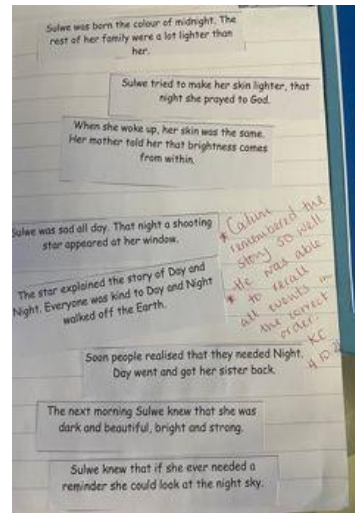 Sulwe was born the colour of midnight. The
rest of her family were a lot lighter than
her.
Sulwe tried to make her skin lighter, that
night she prayed to God.
When she woke up, her skin was the same.
Her mother told her that brightness comes
from within.
Sulwe was sad all day. That night a shooting
star appeared at her window.
The star explained the story of Day and
Night. Everyone was kind to Day and Night
walked off the Earth.
* Calum
remembered the
story so well
* He was able
to recall
all events in
the correct
order.
KC
Soon people realised that they needed Night.
Day went and got her sister back.
The next morning Sulwe knew that she was
dark and beautiful, bright and strong.
Sulwe knew that if she ever needed a
reminder she could look at the night sky.